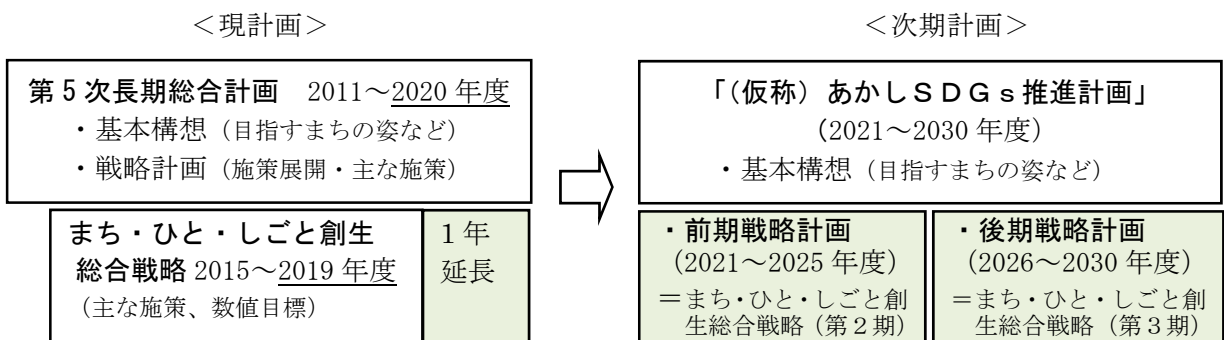 ＜現計画＞
第５次長期総合計画　2011～2020 年度
・基本構想（目指すまちの姿など）
・戦略計画（施策展開・主な施策）
まち・ひと・しごと創生
総合戦略 2015～2019 年度
（主な施策、数値目標）
１年
延長
＜次期計画＞
「（仮称）あかしＳＤＧｓ推進計画」
（2021～2030 年度）
・基本構想（目指すまちの姿など）
・前期戦略計画
（2021～2025 年度）
＝まち・ひと・しごと創
生総合戦略（第２期）
・後期戦略計画
（2026～2030 年度）
＝まち・ひと・しごと創
生総合戦略（第３期）